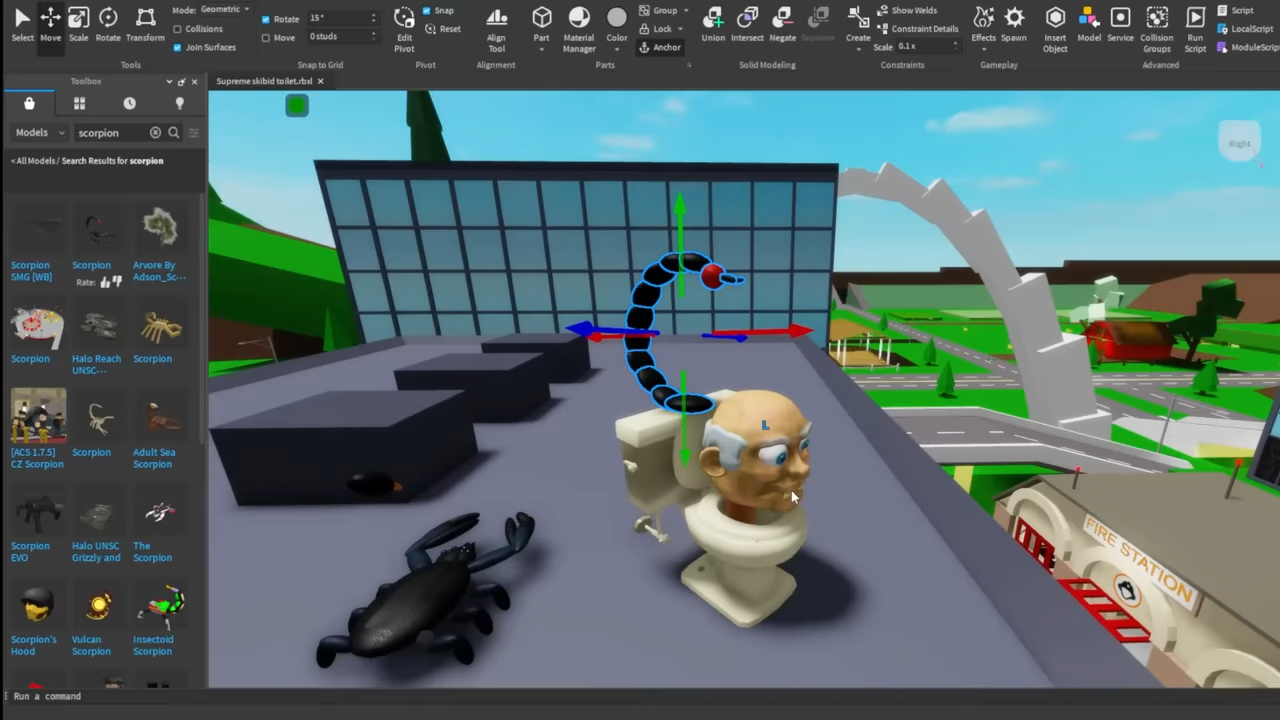 Select
Move
Scale
Rotate
Transform
Mode: Geometric
Collisions
Join Surfaces
Tools
Rotate
15°
Move
0 studs
Snap to Grid
Edit
Pivot
Snap
Reset
Pivot
Align
Tool
Alignment
Part
Material
Manager
Color
Group
Lock
Anchor
Parts
Union
Intersect
Negate
Separate
Solid Modeling
Create
Show Welds
Constraint Details
Scale 0.1 x
Constraints
Effects
Spawn
Gameplay
Insert
Object
Model
Service
Collision
Groups
Run
Script
Advanced
Script
LocalScript
ModuleScrip
Toolbox
Supreme skibid toilet.rbxl
Models
scorpion
< All Models / Search Results for scorpion
Scorpion
SMG [WB]
Scorpion
Rate:
Arvore By
Adson_Sc···
Scorpion
Halo Reach
UNSC···
Scorpion
[ACS 1.7.5]
CZ Scorpion
Scorpion
Adult Sea
Scorpion
Scorpion
EVO
Halo UNSC
Grizzly and
The
Scorpion
Scorpion's
Hood
Vulcan
Scorpion
Insectoid
Scorpion
Right
L
FIRE STATION
Run a command